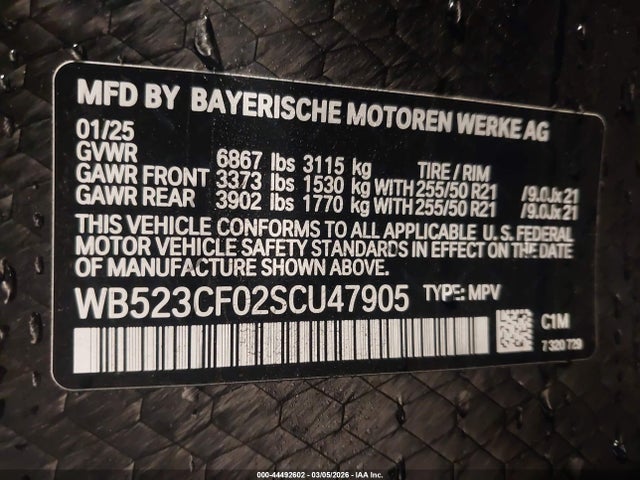 MFD BY BAYERISCHE MOTOREN WERKE AG
01/25
GVWR 6867 lbs 3115 kg TIRE / RIM
GAWR FRONT 3373 lbs 1530 kg WITH 255/50 R21 /9.0Jx21
GAWR REAR 3902 lbs 1770 kg WITH 255/50 R21 /9.0Jx21
THIS VEHICLE CONFORMS TO ALL APPLICABLE U.S. FEDERAL
MOTOR VEHICLE SAFETY STANDARDS IN EFFECT ON THE DATE
OF MANUFACTURE SHOWN ABOVE.
WB523CF02SCU47905 TYPE: MPV
C1M
7 320 729
000-44492602 - 03/05/2026 - IAA Inc.